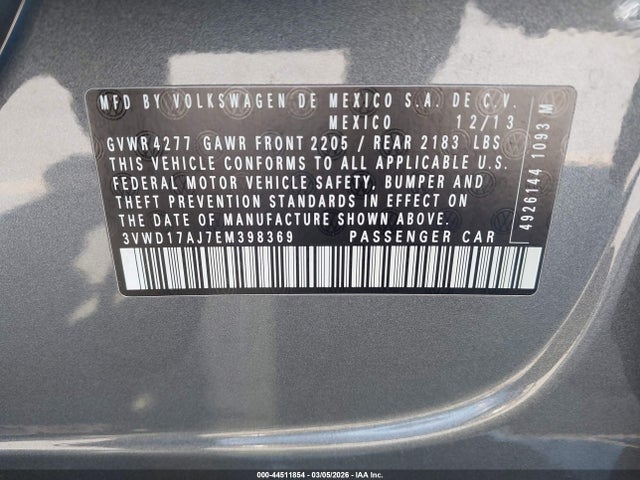 MFD BY VOLKSWAGEN DE MEXICO S.A. DE C.V.
MEXICO 12/13
GVWR 4277 GAWR FRONT 2205 / REAR 2183 LBS
THIS VEHICLE CONFORMS TO ALL APPLICABLE U.S.
FEDERAL MOTOR VEHICLE SAFETY, BUMPER AND
THEFT PREVENTION STANDARDS IN EFFECT ON
THE DATE OF MANUFACTURE SHOWN ABOVE.
3VWD17AJ7EM398369 PASSENGER CAR
4926144 1093 M
000-44511854 - 03/05/2026 - IAA Inc.